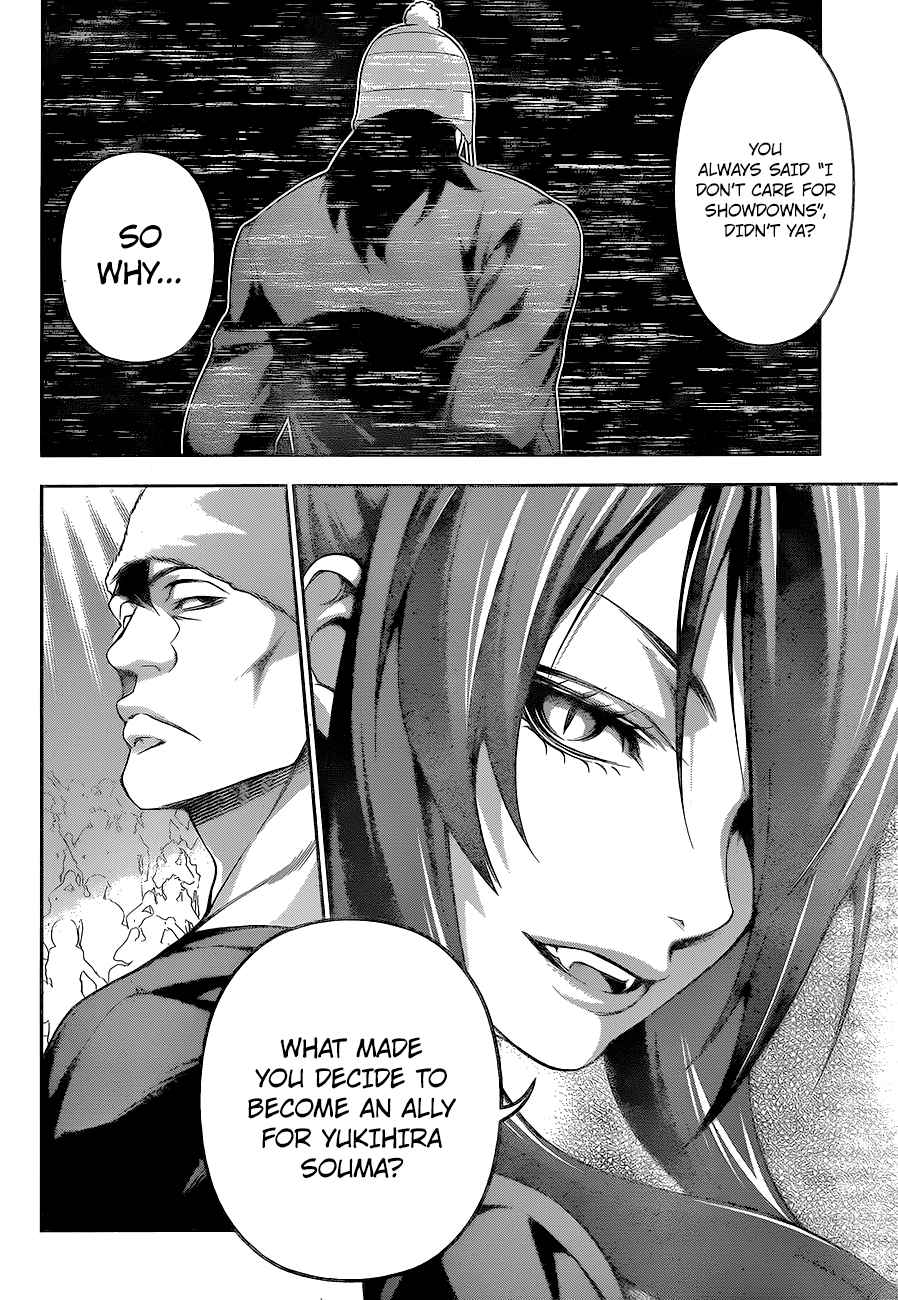 YOU
ALWAYS SAID "I
DON'T CARE FOR
SHOWDOWNS",
DIDN'T YA?
SO
WHY...
WHAT MADE
YOU DECIDE TO
BECOME AN ALLY
FOR YUKIHIRA
SOUMA?